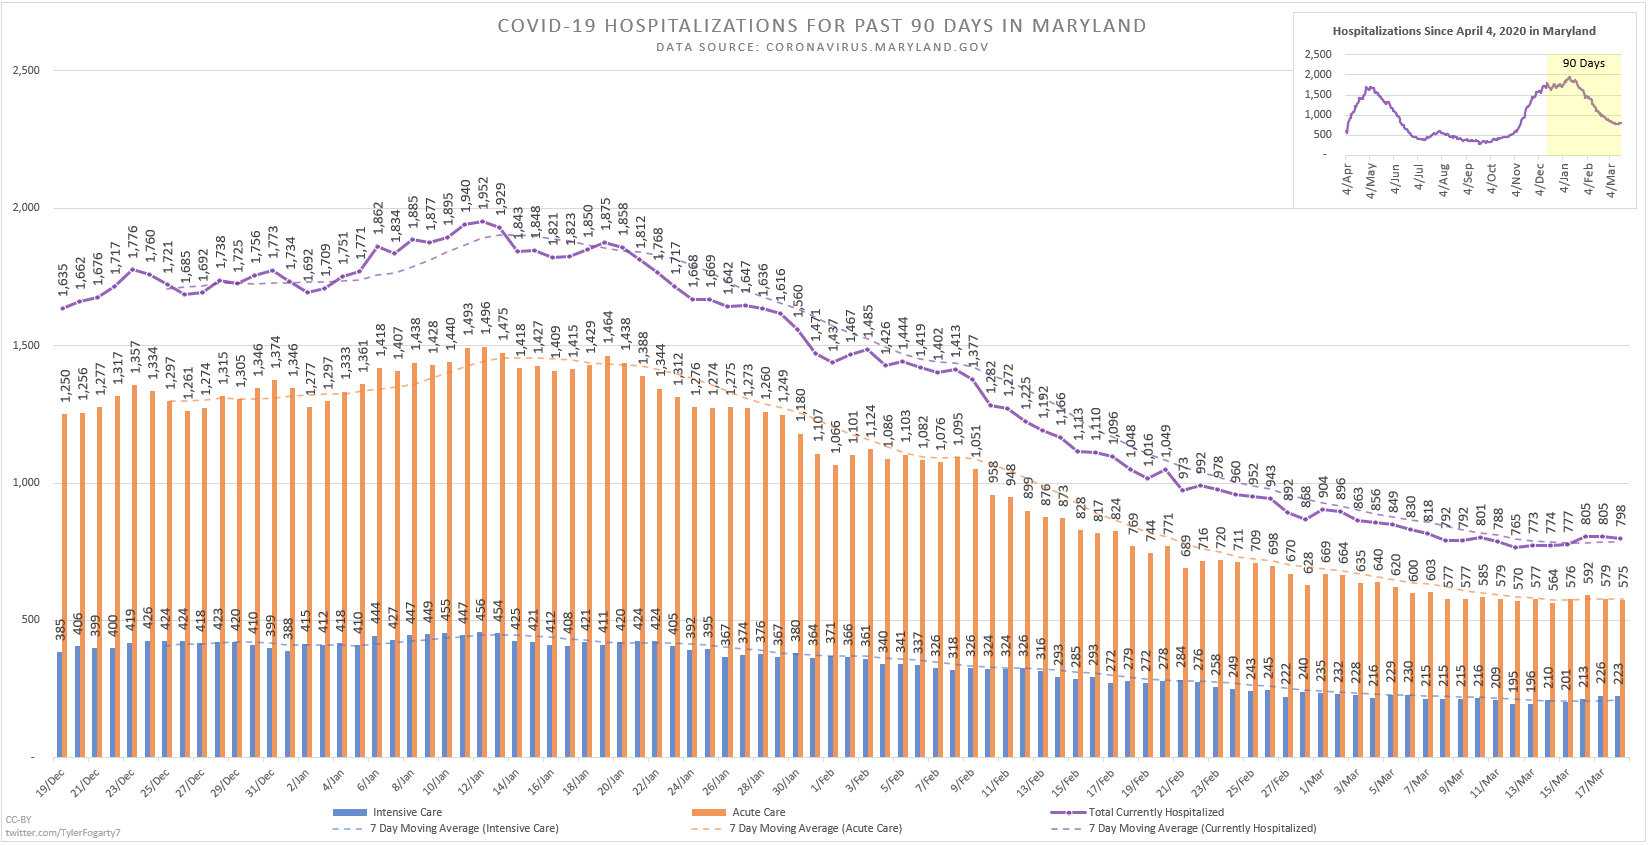 COVID-19 HOSPITALIZATIONS FOR PAST 90 DAYS IN MARYLAND
DATA SOURCE: CORONAVIRUS.MARYLAND.GOV
Hospitalizations Since April 4, 2020 in Maryland
90 Days
2,500
2,000
1,500
1,000
500
-
4/Apr 4/May 4/Jun 4/Jul 4/Aug 4/Sep 4/Oct 4/Nov 4/Dec 4/Jan 4/Feb 4/Mar
2,500
2,000
1,500
1,000
500
-
1,635 1,662 1,676 1,717 1,776 1,760 1,721 1,685 1,692 1,738 1,725 1,756 1,773 1,734 1,692 1,709 1,751 1,771 1,862 1,834 1,885 1,877 1,895 1,940 1,952 1,929 1,843 1,848 1,821 1,823 1,850 1,875 1,858 1,812 1,768 1,717 1,668 1,669 1,642 1,647 1,636 1,616 1,560 1,471 1,437 1,467 1,485 1,426 1,444 1,419 1,402 1,413 1,377 1,282 1,272 1,225 1,192 1,166 1,113 1,110 1,096 1,048 1,016 1,049 973 992 978 960 952 943 892 868 904 896 863 856 849 830 818 792 792 801 788 765 773 774 777 805 805 798
1,250 1,256 1,277 1,317 1,357 1,334 1,297 1,261 1,274 1,315 1,305 1,346 1,374 1,346 1,277 1,297 1,333 1,361 1,418 1,407 1,438 1,428 1,440 1,493 1,496 1,475 1,418 1,427 1,409 1,415 1,429 1,464 1,438 1,388 1,344 1,312 1,276 1,274 1,275 1,273 1,260 1,249 1,180 1,107 1,066 1,101 1,124 1,086 1,103 1,082 1,076 1,095 1,051 958 948 899 876 873 828 817 824 769 744 771 689 716 720 711 709 698 670 628 669 664 635 640 620 600 603 577 577 585 579 570 577 564 576 592 579 575
385 406 399 400 419 426 424 424 418 423 420 410 399 388 415 412 418 410 444 427 447 449 455 447 456 454 425 421 412 408 421 411 420 424 424 405 392 395 367 374 376 367 380 364 371 366 361 340 341 337 326 318 326 324 324 326 316 293 285 293 272 279 272 278 284 276 258 249 243 245 222 240 235 232 228 216 229 230 215 215 215 216 209 195 196 210 201 213 226 223
19/Dec 21/Dec 23/Dec 25/Dec 27/Dec 29/Dec 31/Dec 2/Jan 4/Jan 6/Jan 8/Jan 10/Jan 12/Jan 14/Jan 16/Jan 18/Jan 20/Jan 22/Jan 24/Jan 26/Jan 28/Jan 30/Jan 1/Feb 3/Feb 5/Feb 7/Feb 9/Feb 11/Feb 13/Feb 15/Feb 17/Feb 19/Feb 21/Feb 23/Feb 25/Feb 27/Feb 1/Mar 3/Mar 5/Mar 7/Mar 9/Mar 11/Mar 13/Mar 15/Mar 17/Mar
Intensive Care Acute Care Total Currently Hospitalized
7 Day Moving Average (Intensive Care) 7 Day Moving Average (Acute Care) 7 Day Moving Average (Currently Hospitalized)
CC-BY
twitter.com/TylerFogarty7